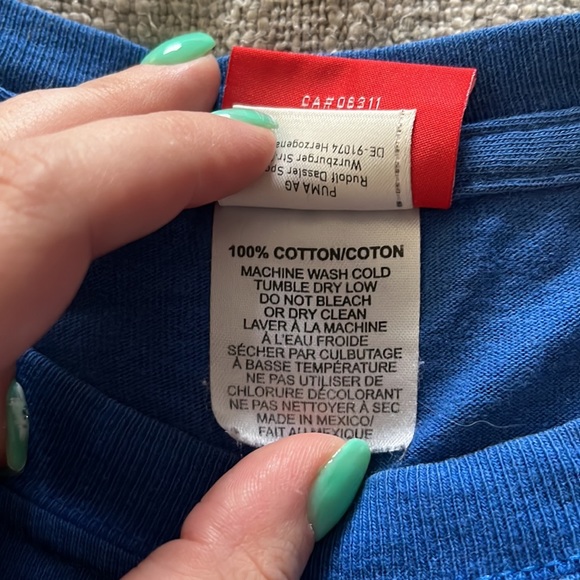 CA#06311
PUMA AG
Rudolf Dassler
Wurzburger Str
DE-91074
100% COTTON/COTON
MACHINE WASH COLD
TUMBLE DRY LOW
DO NOT BLEACH
OR DRY CLEAN
LAVER À LA MACHINE
À L'EAU FROIDE
SÉCHER PAR CULBUTAGE
À BASSE TEMPÉRATURE
NE PAS UTILISER DE
CHLORURE DÉCOLORANT
NE PAS NETTOYER À SEC
MADE IN MEXICO/
FAIT AU MEXIQUE